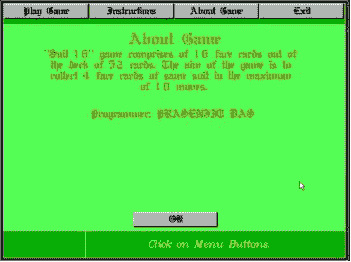 Play Game
Instructions
About Game
Exit
About Game
"Suit 16" game comprises of 16 face cards out of
the deck of 52 cards. The aim of the game is to
collect 4 face cards of same suit in the maximum
of 10 moves.
Programmer: PRASENJIT DAS
OK
Click on Menu Buttons